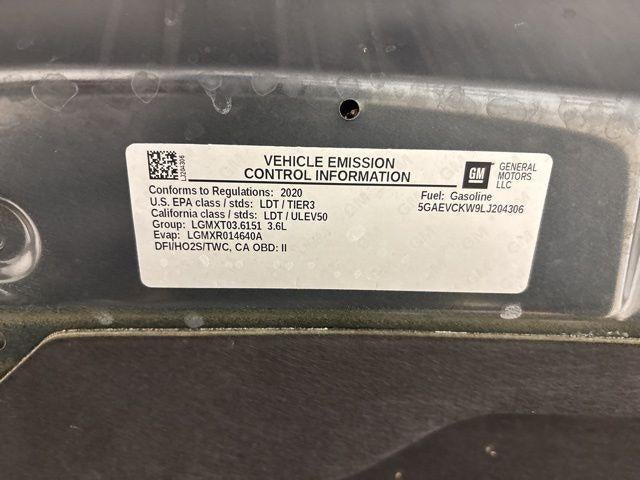 LJ204306
VEHICLE EMISSION
CONTROL INFORMATION
GM
GENERAL
MOTORS
LLC
Conforms to Regulations: 2020
U.S. EPA class / stds: LDT / TIER3
California class / stds: LDT / ULEV50
Group: LGMXT03.6151 3.6L
Evap: LGMXR014640A
DFI/HO2S/TWC, CA OBD: II
Fuel: Gasoline
5GAEVCKW9LJ204306